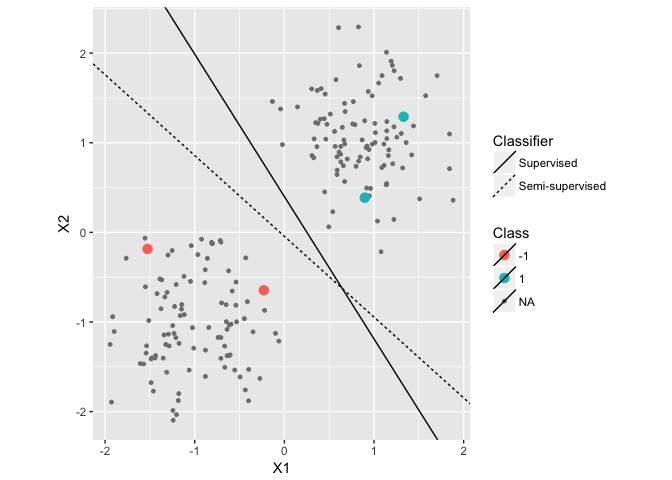 2
1
0
-1
-2
X2
-2
-1
0
1
2
X1
Classifier
Supervised
Semi-supervised
Class
-1
1
NA